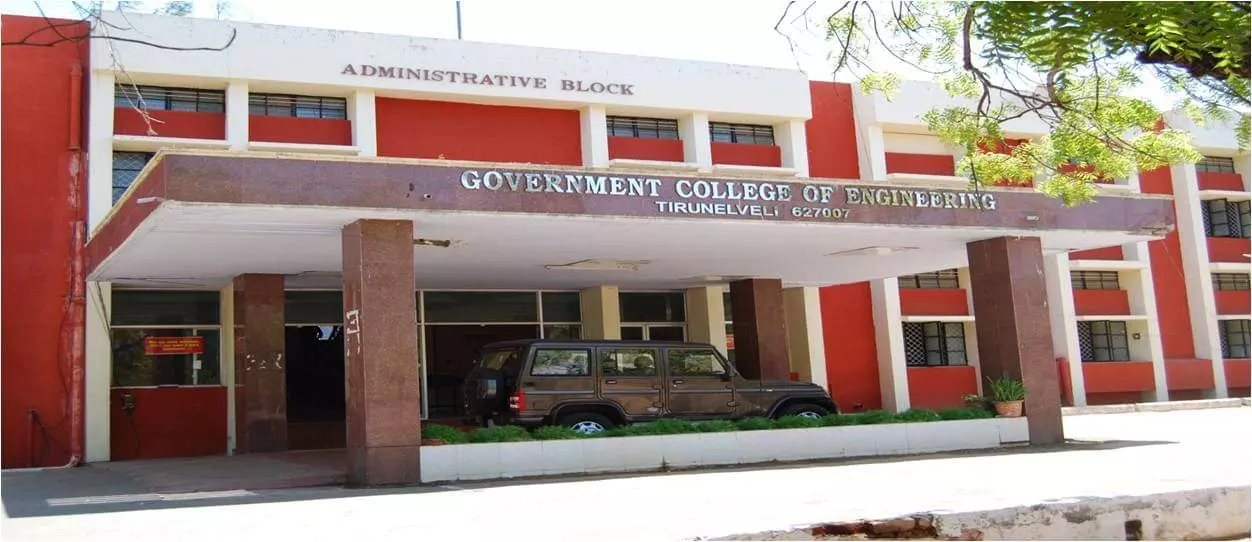 ADMINISTRATIVE BLOCK
GOVERNMENT COLLEGE OF ENGINEERING
TIRUNELVELI 627007